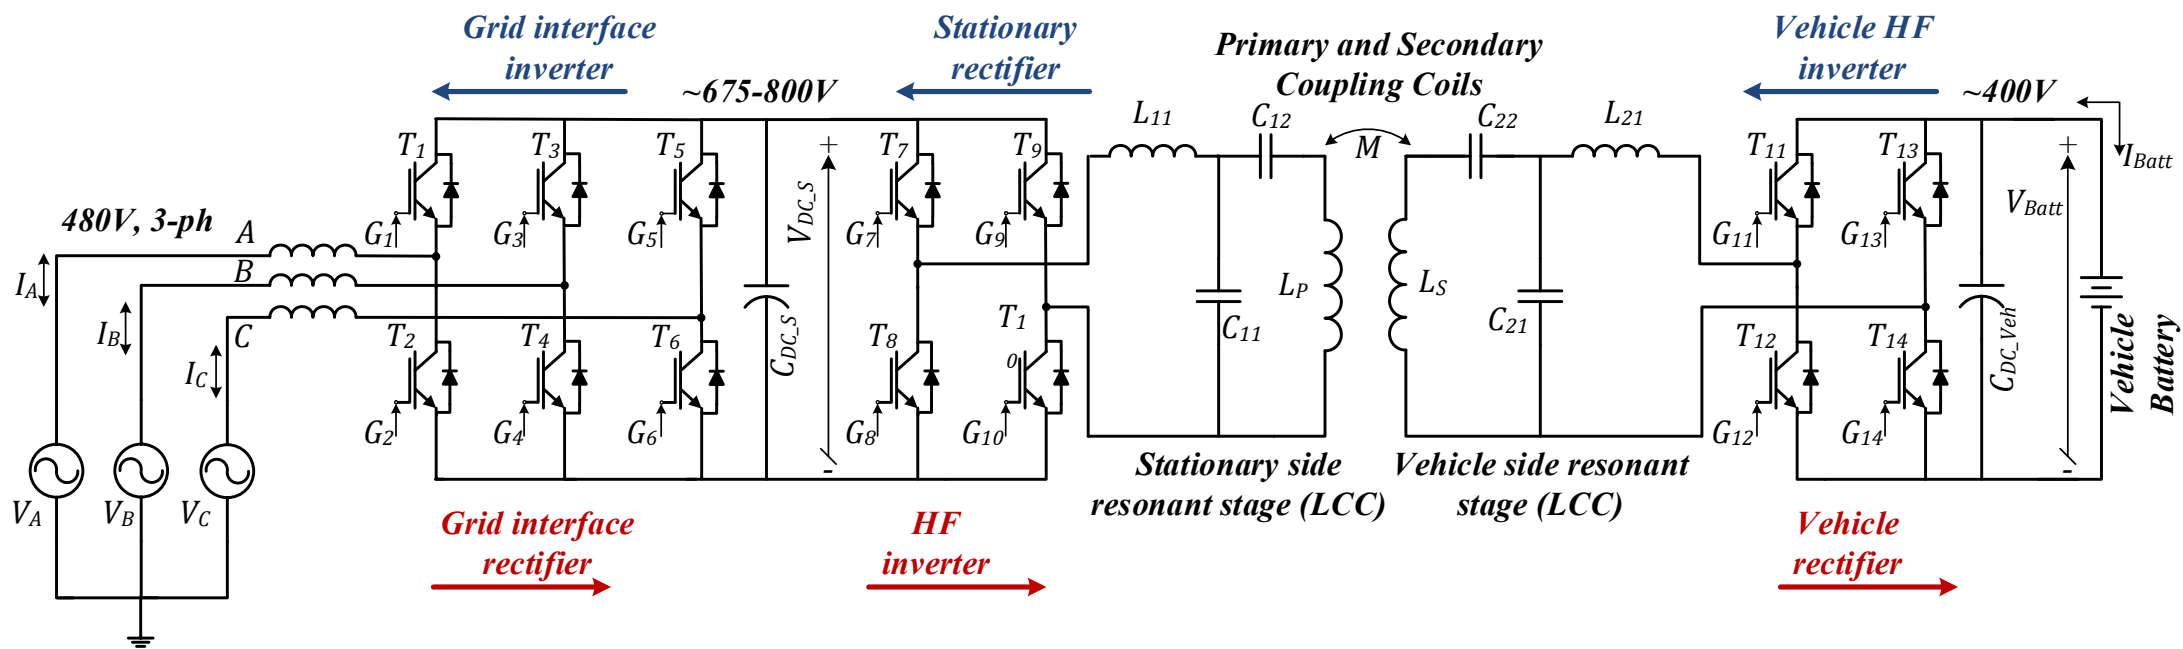 Grid interface
inverter
Stationary
rectifier
Primary and Secondary
Coupling Coils
Vehicle HF
inverter
~675-800V
~400V
L11
C12
M
C22
L21
T1
T3
T5
T7
T9
T11
T13
IBatt
+
VDC_S
+
VBatt
480V, 3-ph
A
G1
G3
G5
G7
G9
G11
G13
IA
B
IB
C
IC
LP
LS
C11
C21
T2
T4
T6
CDC_S
T8
T1
0
T12
T14
CDC_Veh
Vehicle
Battery
G2
G4
G6
G8
G10
G12
G14
-
-
VA
VB
VC
Stationary side
resonant stage (LCC)
Vehicle side resonant
stage (LCC)
Grid interface
rectifier
HF
inverter
Vehicle
rectifier